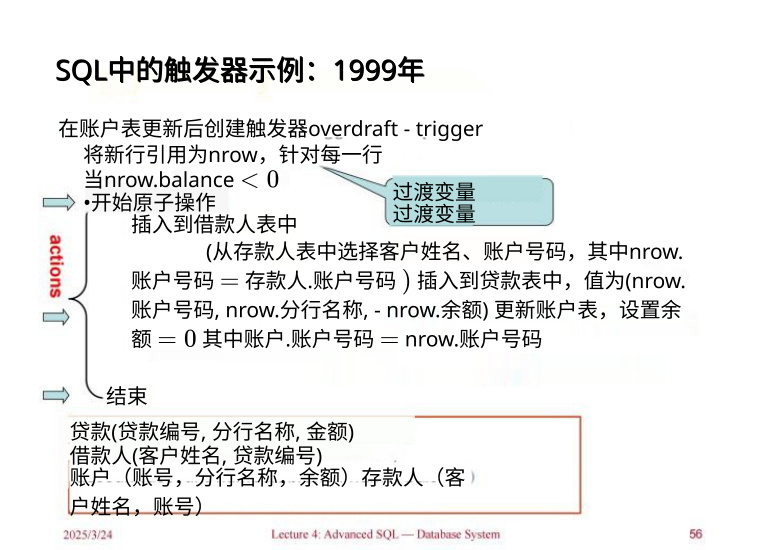 SQL中的触发器示例：1999年
在账户表更新后创建触发器overdraft - trigger
将新行引用为nrow，针对每一行
当nrow.balance < 0
过渡变量
过渡变量
•开始原子操作
插入到借款人表中
(从存款人表中选择客户姓名、账户号码，其中nrow.
账户号码 = 存款人.账户号码 ) 插入到贷款表中，值为(nrow.
账户号码, nrow.分行名称, - nrow.余额) 更新账户表，设置余
额 = 0 其中账户.账户号码 = nrow.账户号码
actions
结束
贷款(贷款编号, 分行名称, 金额)
借款人(客户姓名, 贷款编号)
账户（账号，分行名称，余额）存款人（客
户姓名，账号）
2025/3/24
Lecture 4: Advanced SQL — Database System
56